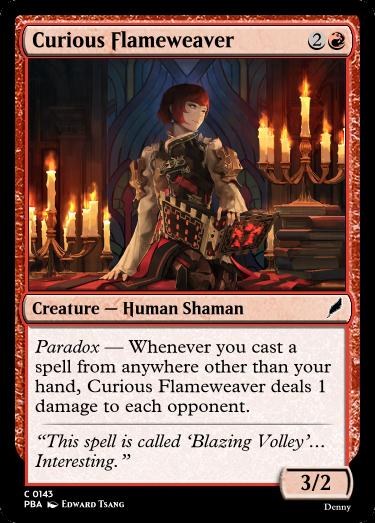 Curious Flameweaver 2
Creature — Human Shaman
Paradox — Whenever you cast a
spell from anywhere other than your
hand, Curious Flameweaver deals 1
damage to each opponent.
“This spell is called ‘Blazing Volley’...
Interesting.”
3/2
C 0143
PBA Edward Tsang
Denny